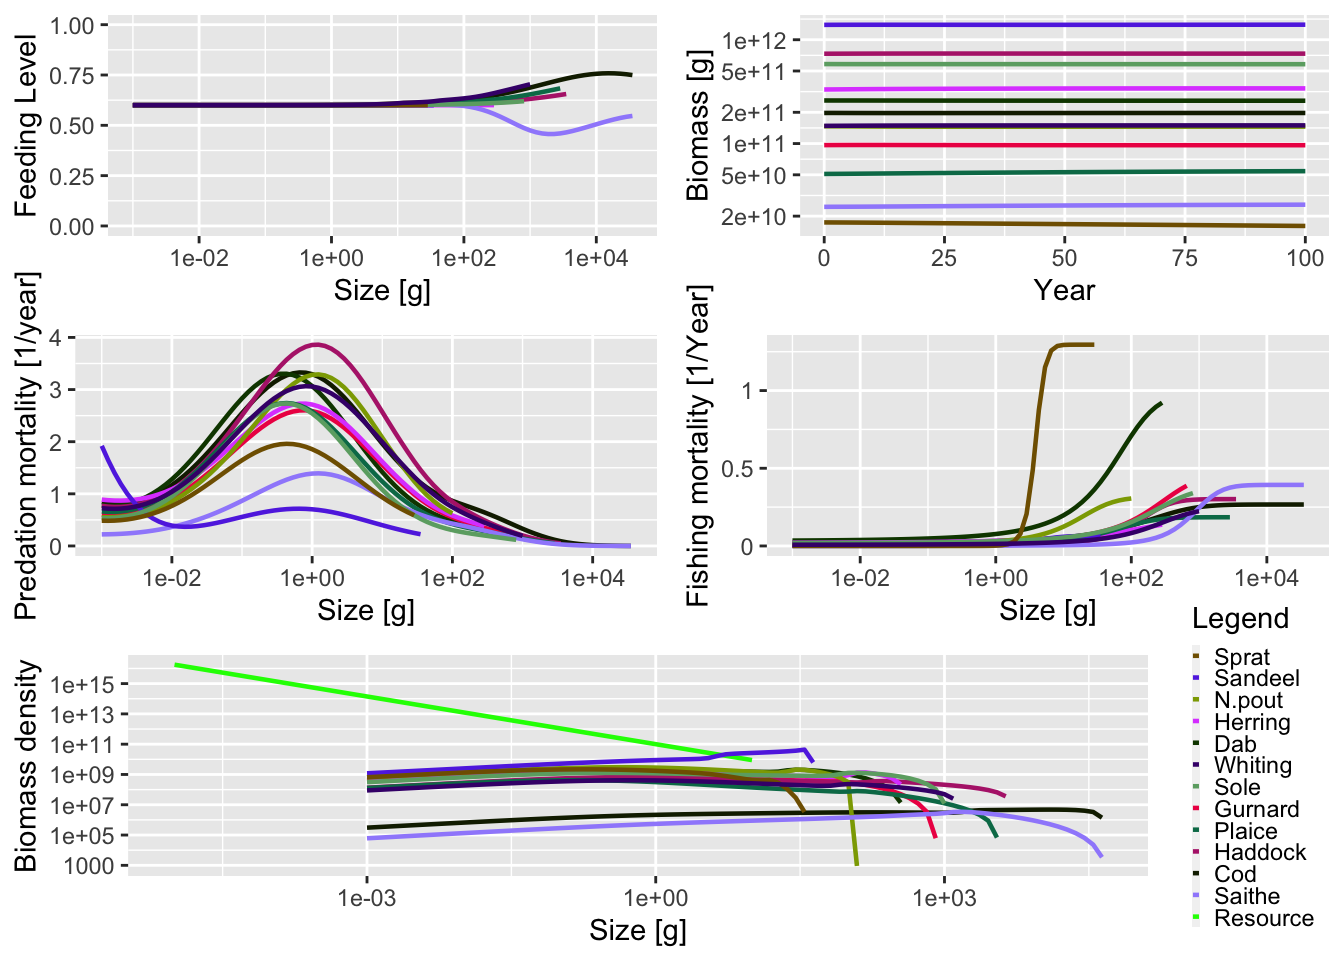 Feeding Level
1.00
0.75
0.50
0.25
0.00
1e-02 1e+00 1e+02 1e+04
Size [g]
Biomass [g]
1e+12
5e+11
2e+11
1e+11
5e+10
2e+10
0 25 50 75 100
Year
Predation mortality [1/year]
4
3
2
1
0
1e-02 1e+00 1e+02 1e+04
Size [g]
Fishing mortality [1/Year]
1
0.5
0
1e-02 1e+00 1e+02 1e+04
Size [g]
Biomass density
1e+15
1e+13
1e+11
1e+09
1e+07
1e+05
1000
1e-03 1e+00 1e+03
Size [g]
Legend
Sprat
Sandeel
N.pout
Herring
Dab
Whiting
Sole
Gurnard
Plaice
Haddock
Cod
Saithe
Resource